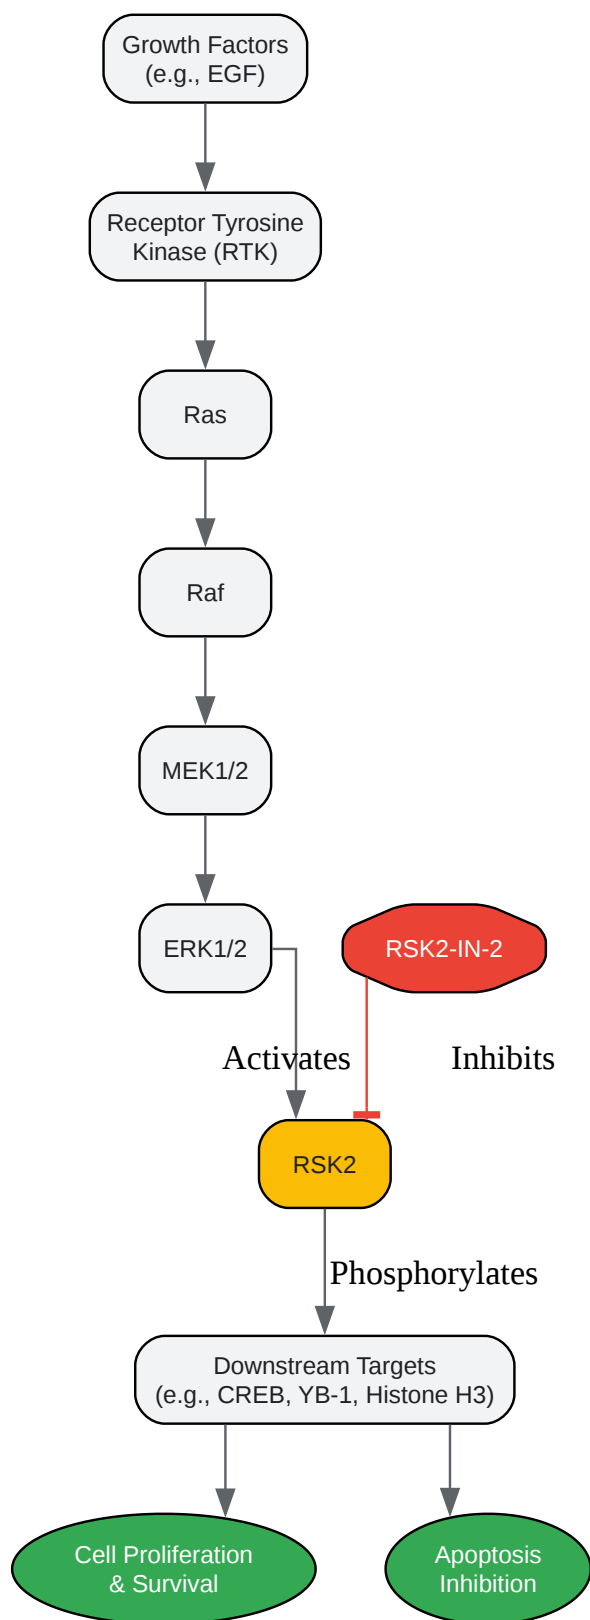 Growth Factors
(e.g., EGF)
Receptor Tyrosine
Kinase (RTK)
Ras
Raf
MEK1/2
ERK1/2
RSK2-IN-2
Activates
Inhibits
RSK2
Phosphorylates
Downstream Targets
(e.g., CREB, YB-1, Histone H3)
Cell Proliferation
& Survival
Apoptosis
Inhibition